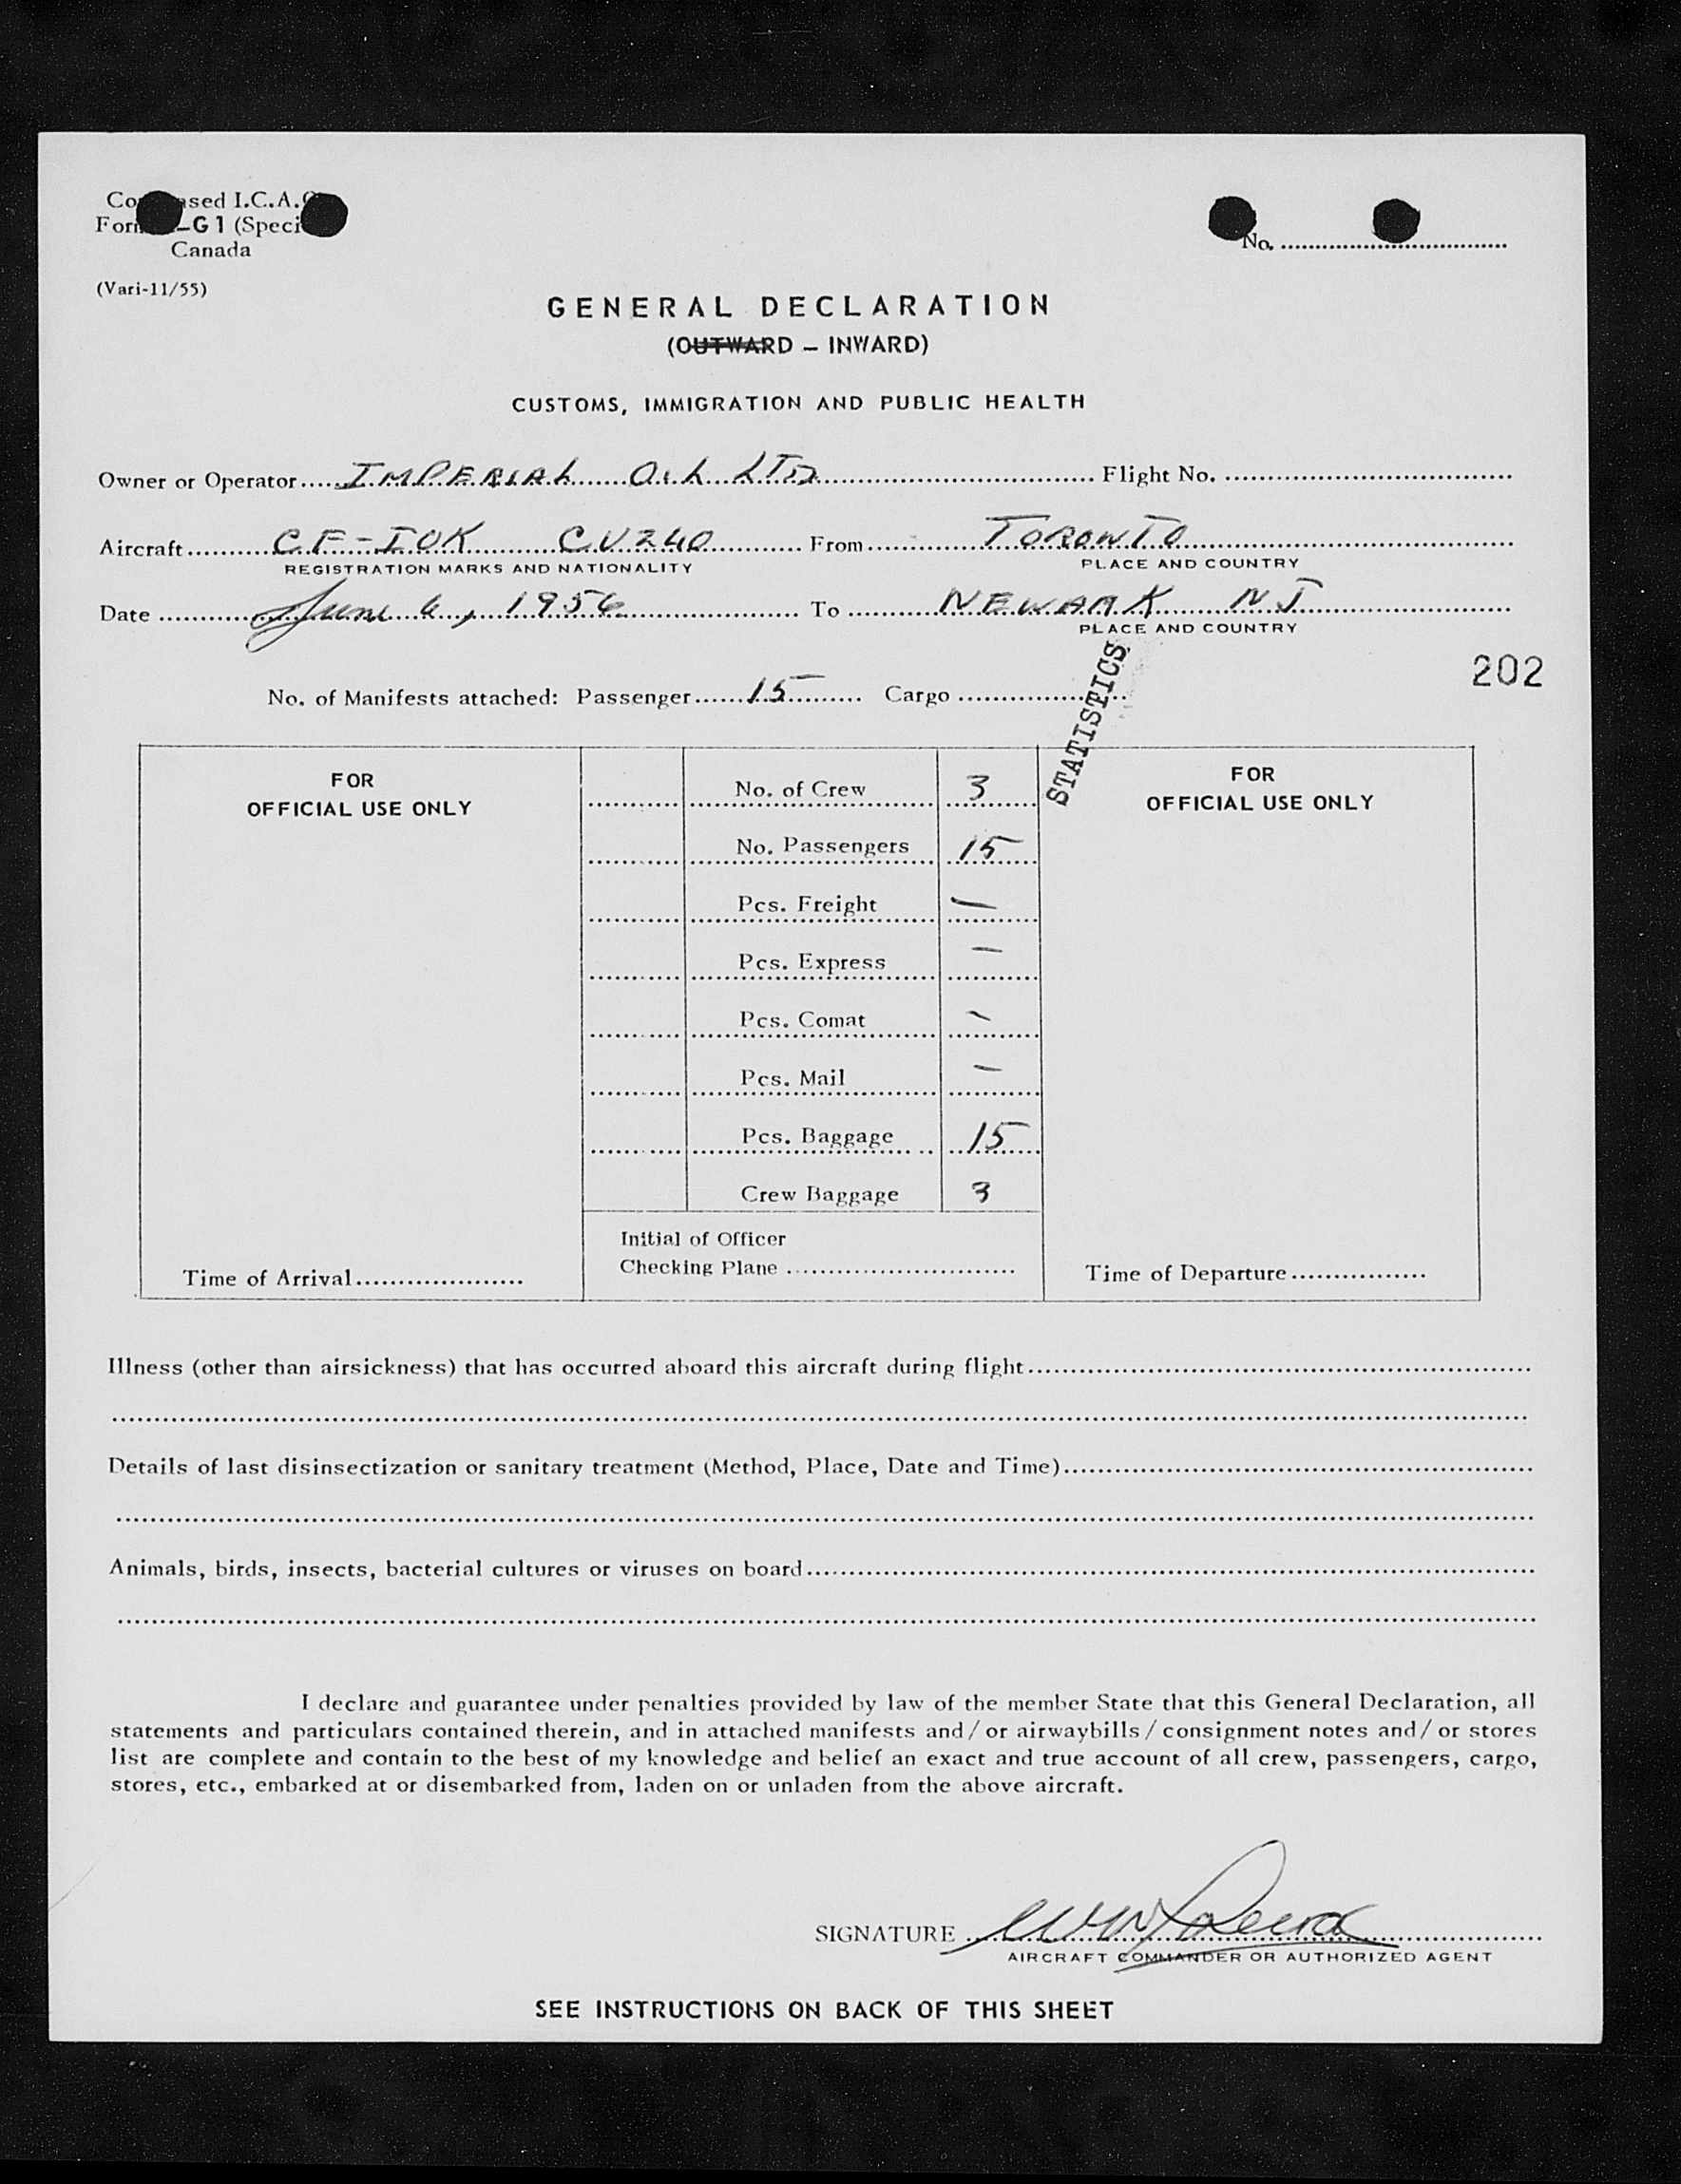 Co ased I.C.A.O
For -G1 (Speci
Canada
No.
(Vari-11/55)
GENERAL DECLARATION
(OUTWARD – INWARD)
CUSTOMS, IMMIGRATION AND PUBLIC HEALTH
Owner or Operator IMPERIAL OIL LTD Flight No.
Aircraft CF-IOK CV240 From TORONTO
REGISTRATION MARKS AND NATIONALITY PLACE AND COUNTRY
Date June 6, 1956 To NEWARK NJ
PLACE AND COUNTRY
STATISTICS
202
No. of Manifests attached: Passenger 15 Cargo
FOR
OFFICIAL USE ONLY
No. of Crew 3
No. Passengers 15
Pcs. Freight —
Pcs. Express —
Pcs. Comat —
Pcs. Mail —
Pcs. Baggage 15
Crew Baggage 3
FOR
OFFICIAL USE ONLY
Time of Arrival
Initial of Officer
Checking Plane
Time of Departure
Illness (other than airsickness) that has occurred aboard this aircraft during flight
Details of last disinsectization or sanitary treatment (Method, Place, Date and Time)
Animals, birds, insects, bacterial cultures or viruses on board
I declare and guarantee under penalties provided by law of the member State that this General Declaration, all
statements and particulars contained therein, and in attached manifests and/or airwaybills/consignment notes and/or stores
list are complete and contain to the best of my knowledge and belief an exact and true account of all crew, passengers, cargo,
stores, etc., embarked at or disembarked from, laden on or unladen from the above aircraft.
SIGNATURE
AIRCRAFT COMMANDER OR AUTHORIZED AGENT
SEE INSTRUCTIONS ON BACK OF THIS SHEET